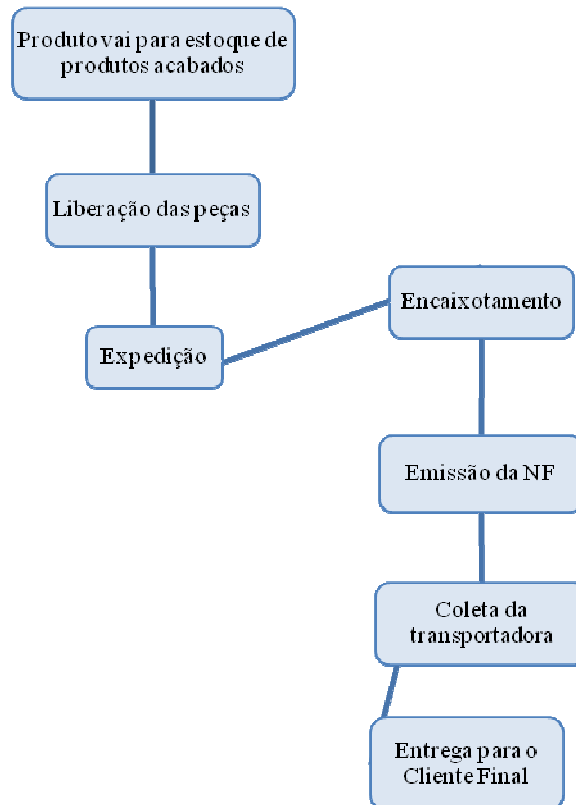 Produto vai para estoque de
produtos acabados
Liberação das peças
Expedição
Encaixotamento
Emissão da NF
Coleta da
transportadora
Entrega para o
Cliente Final